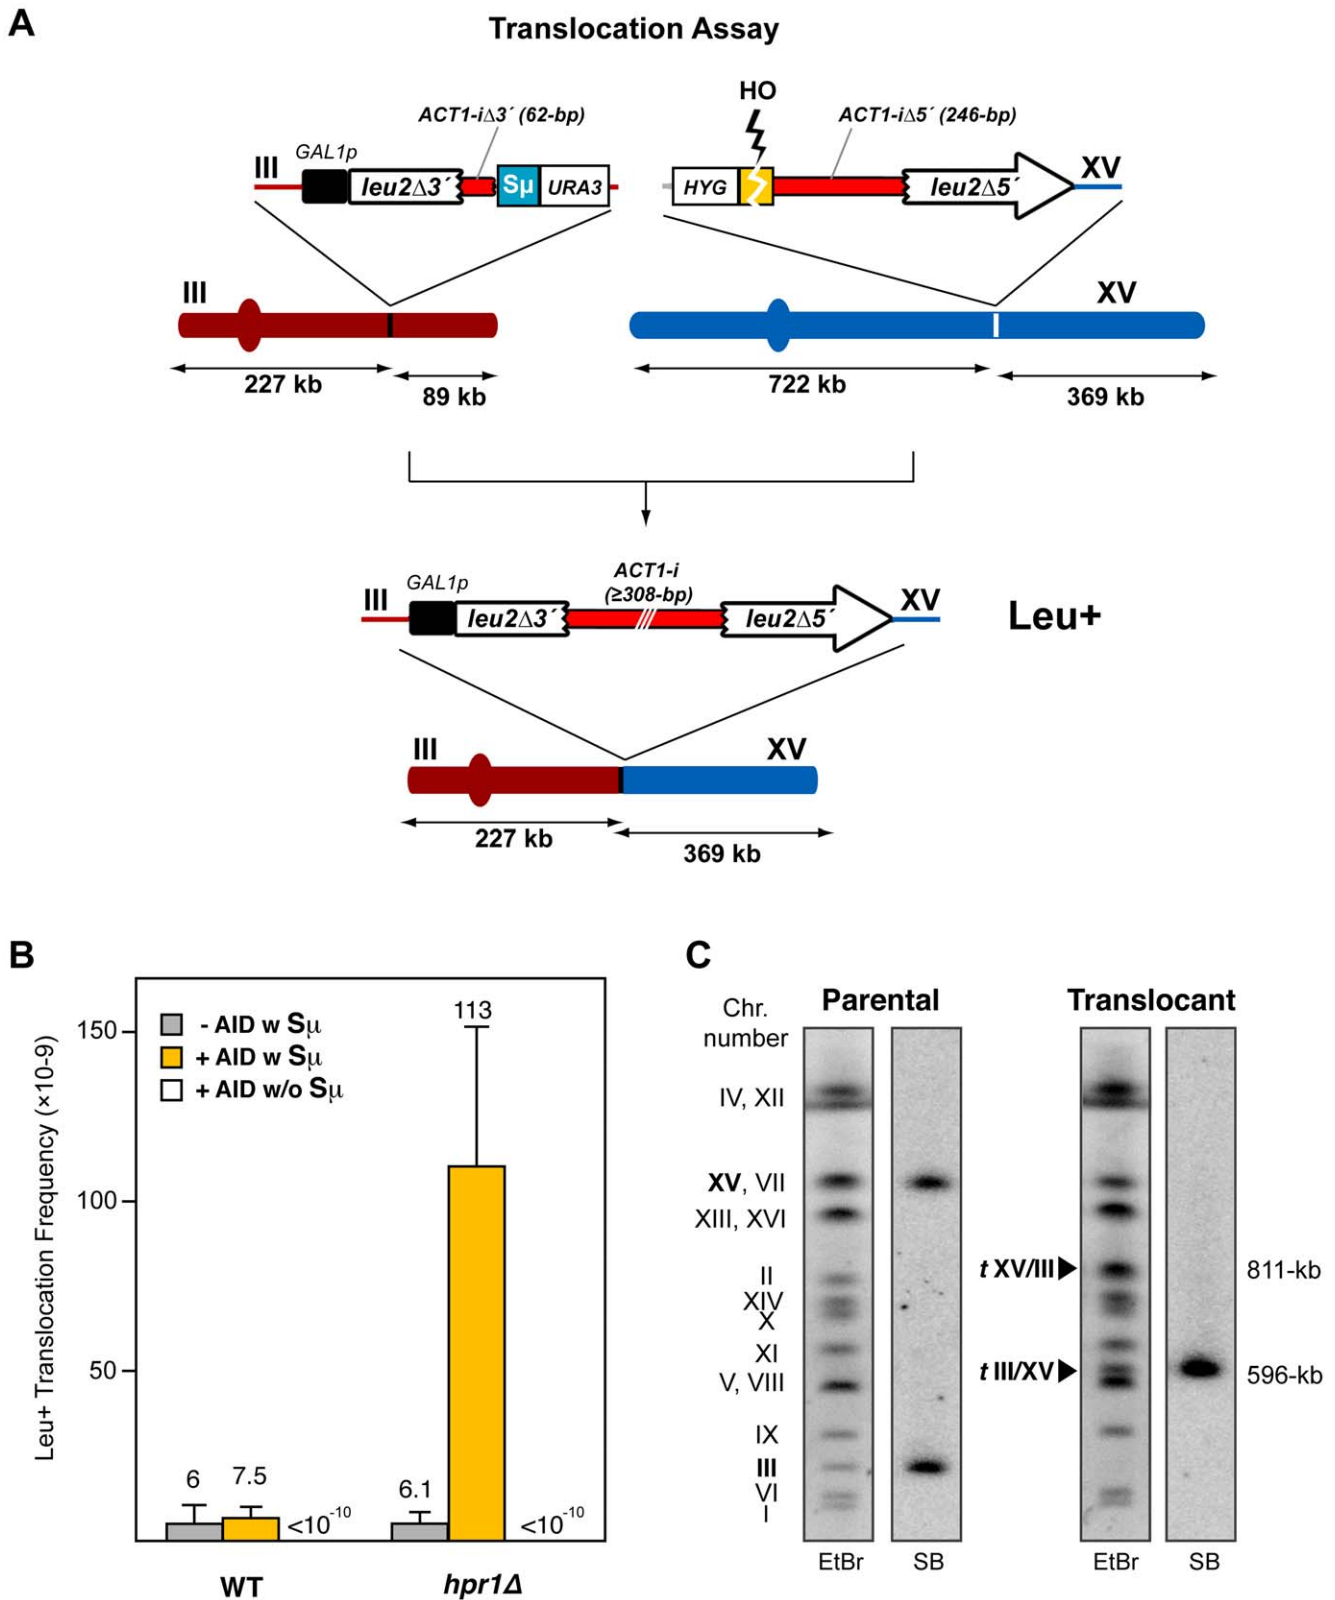 A
Translocation Assay
HO
ACT1-iΔ3´ (62-bp)
ACT1-iΔ5´ (246-bp)
III
GAL1p
leu2Δ3´
Sμ
URA3
HYG
leu2Δ5´
XV
III
XV
227 kb
89 kb
722 kb
369 kb
ACT1-i
(≥308-bp)
III
GAL1p
leu2Δ3´
leu2Δ5´
XV
Leu+
III
XV
227 kb
369 kb
B
Leu+ Translocation Frequency (×10-9)
150
100
50
- AID w Sμ
+ AID w Sμ
+ AID w/o Sμ
6
7.5
<10⁻¹⁰
6.1
113
<10⁻¹⁰
WT
hpr1Δ
C
Chr.
number
Parental
Translocant
IV, XII
XV, VII
XIII, XVI
II
XIV
X
XI
V, VIII
IX
III
VI
I
t XV/III
811-kb
t III/XV
596-kb
EtBr
SB
EtBr
SB